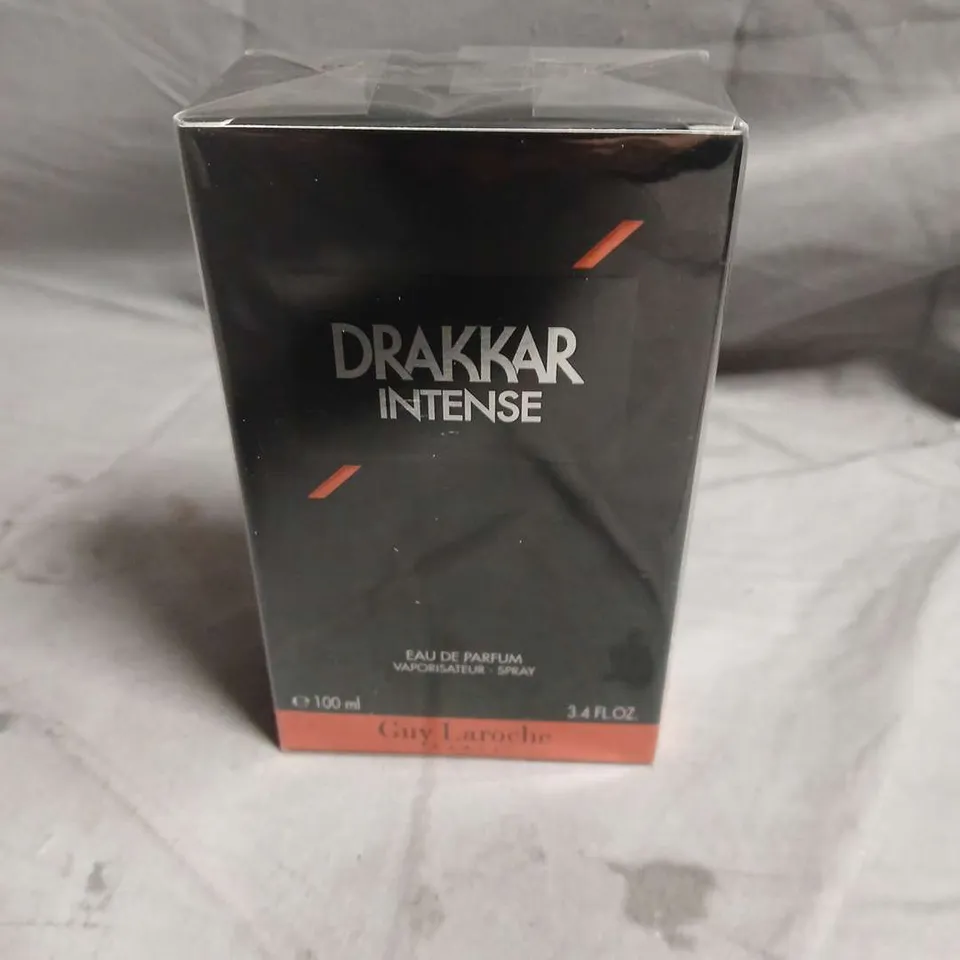 DRAKKAR
INTENSE
EAU DE PARFUM
VAPORISATEUR · SPRAY
℮ 100 ml
3.4 FL.OZ.
Guy Laroche